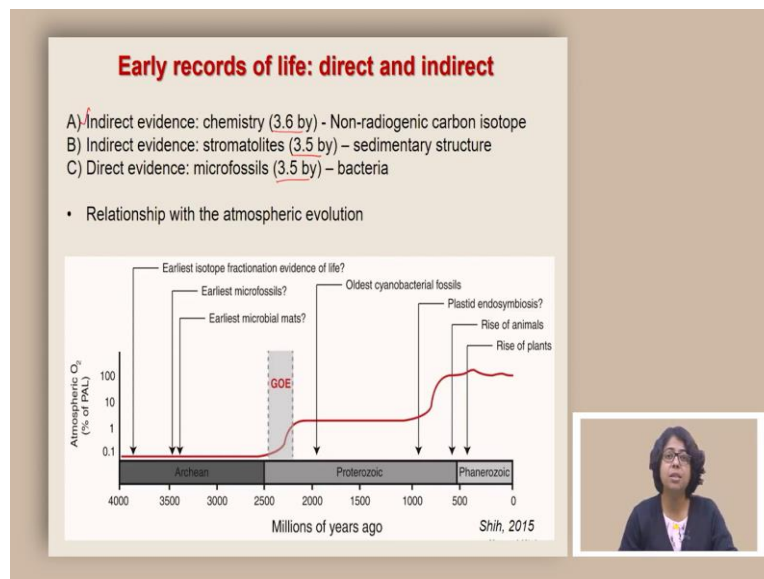 Early records of life: direct and indirect
A) Indirect evidence: chemistry (3.6 by) - Non-radiogenic carbon isotope
B) Indirect evidence: stromatolites (3.5 by) – sedimentary structure
C) Direct evidence: microfossils (3.5 by) – bacteria
• Relationship with the atmospheric evolution
Earliest isotope fractionation evidence of life?
Earliest microfossils?
Oldest cyanobacterial fossils
Earliest microbial mats?
Plastid endosymbiosis?
Rise of animals
Rise of plants
Atmospheric O2
(% of PAL)
100
10
1
0.1
GOE
Archean
Proterozoic
Phanerozoic
4000 3500 3000 2500 2000 1500 1000 500 0
Millions of years ago
Shih, 2015